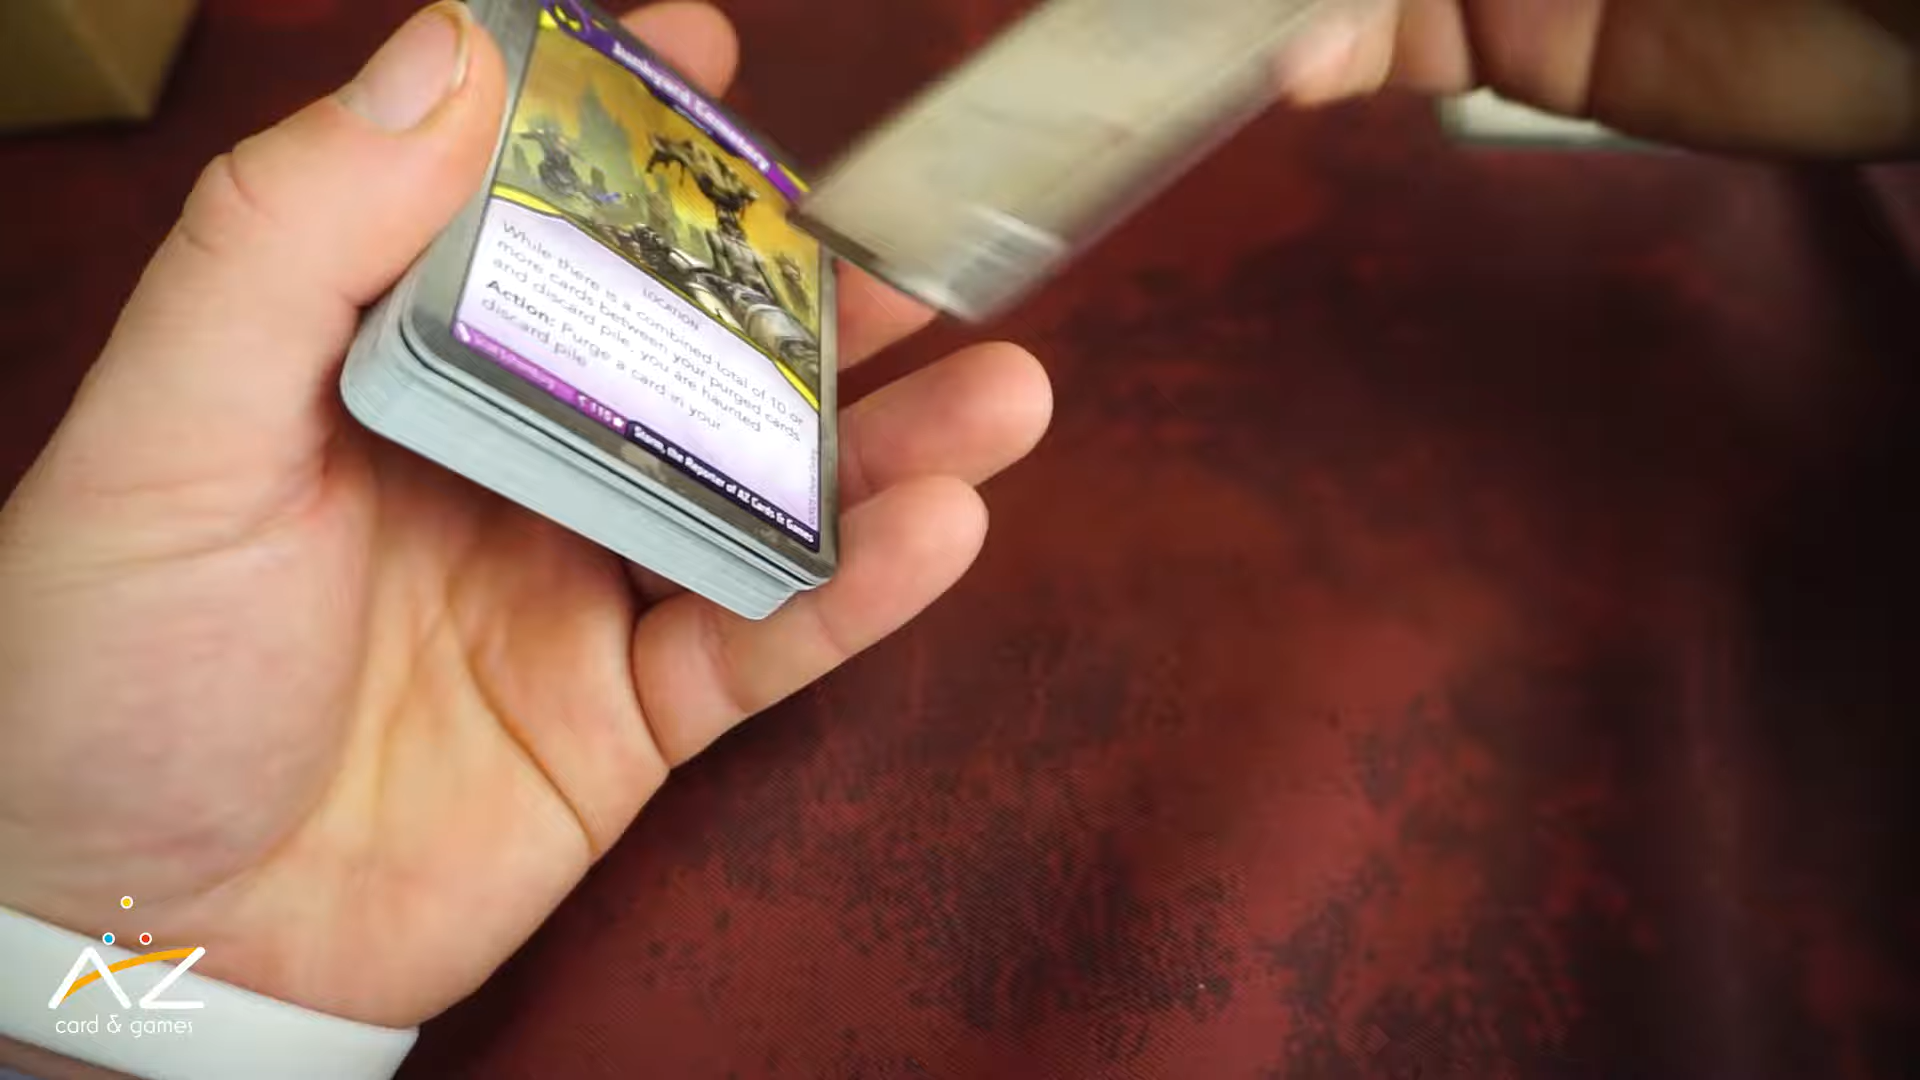 Junkyard Cemetery
LOCATION
While there is a combined total of 10 or
more cards between your purged cards
and discard pile, you are haunted
Action: Purge a card in your
discard pile
110
Storm, the Reporter of AZ Cards & Games
AZ
card & games